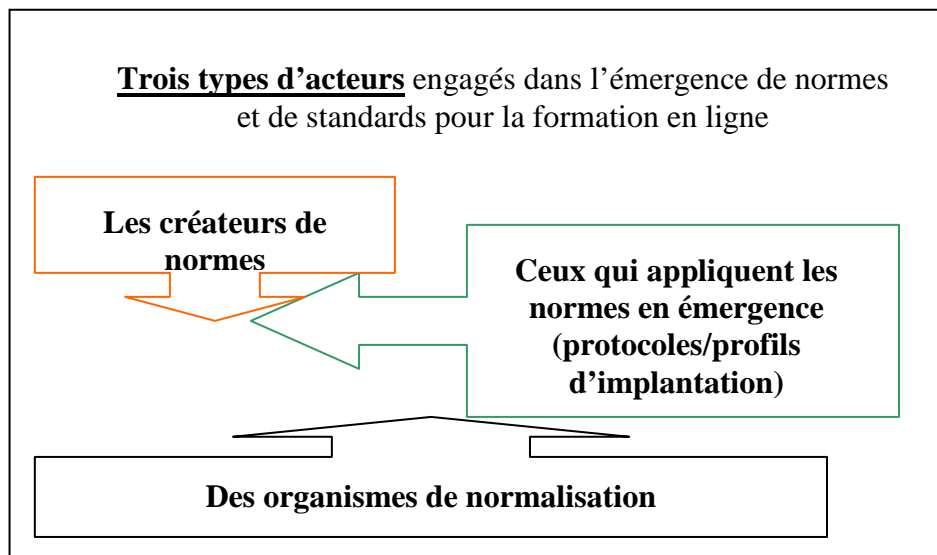 Trois types d’acteurs engagés dans l’émergence de normes
et de standards pour la formation en ligne
Les créateurs de
normes
Ceux qui appliquent les
normes en émergence
(protocoles/profils
d’implantation)
Des organismes de normalisation